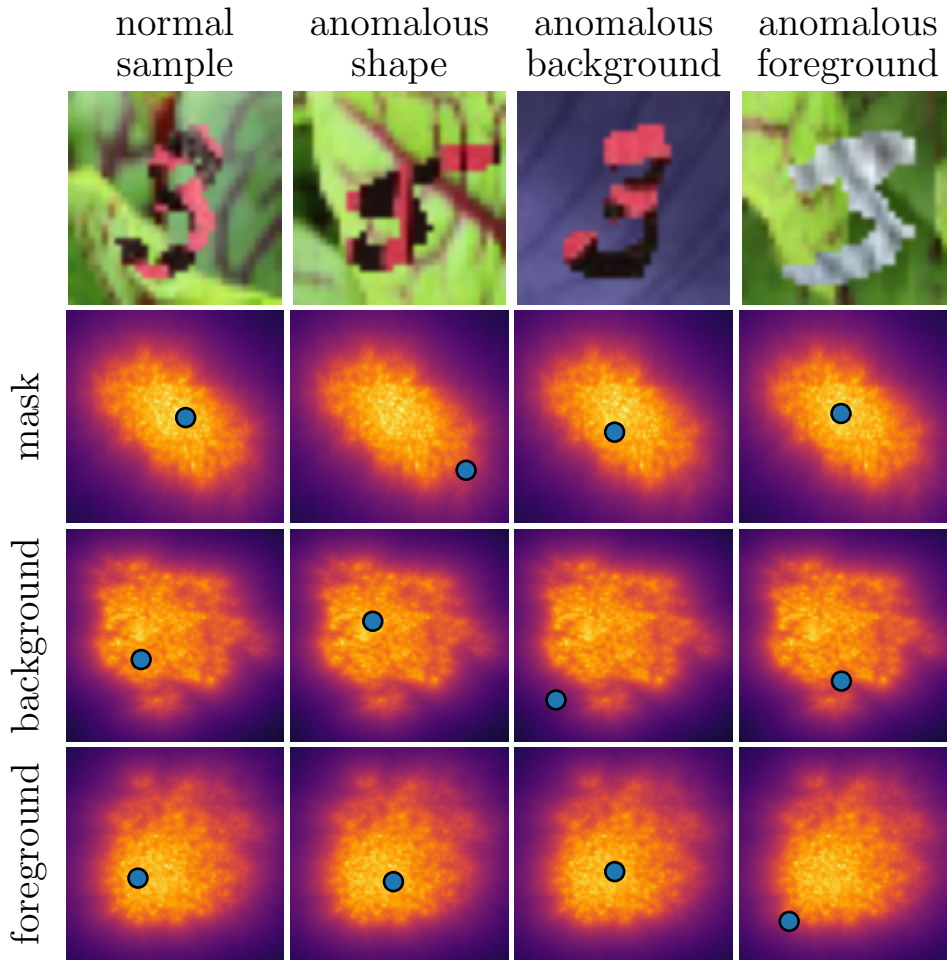 normal
sample
anomalous
shape
anomalous
background
anomalous
foreground
mask
background
foreground